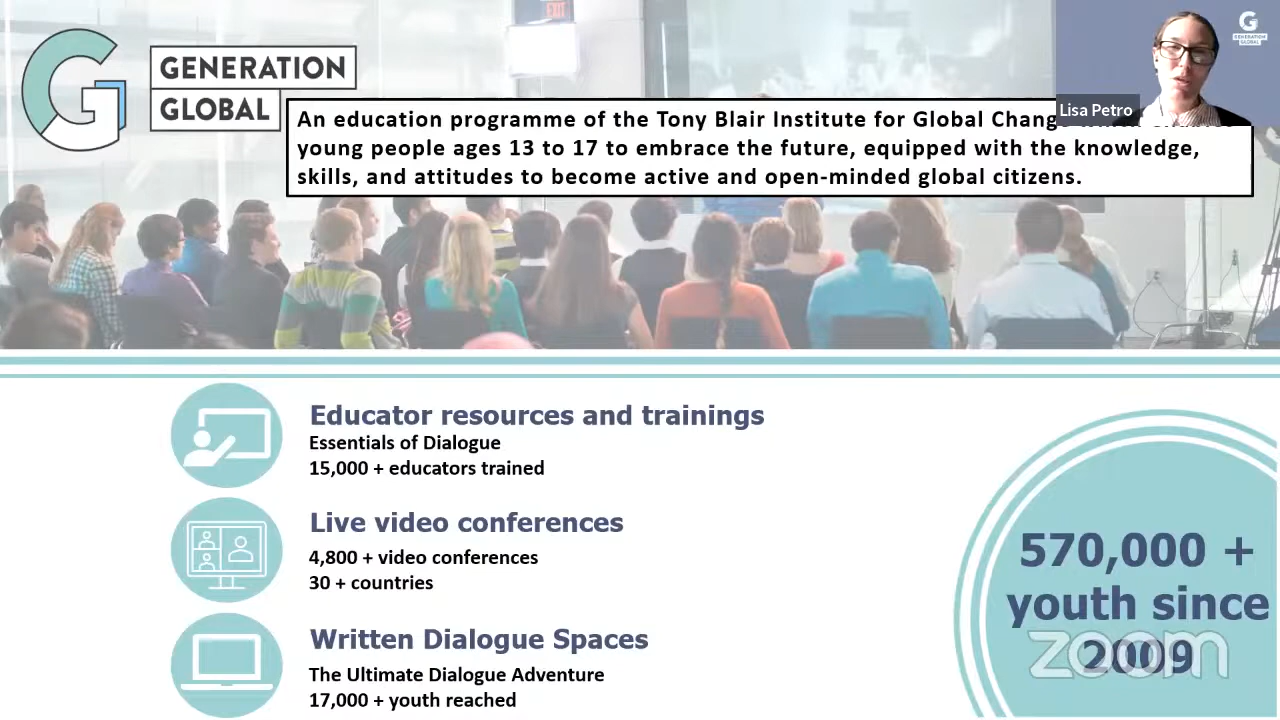 EXIT
GENERATION
GLOBAL
G
GENERATION
GLOBAL
Lisa Petro
An education programme of the Tony Blair Institute for Global Chang
young people ages 13 to 17 to embrace the future, equipped with the knowledge,
skills, and attitudes to become active and open-minded global citizens.
Educator resources and trainings
Essentials of Dialogue
15,000 + educators trained
Live video conferences
4,800 + video conferences
30 + countries
Written Dialogue Spaces
The Ultimate Dialogue Adventure
17,000 + youth reached
570,000 +
youth since
2009
zoom